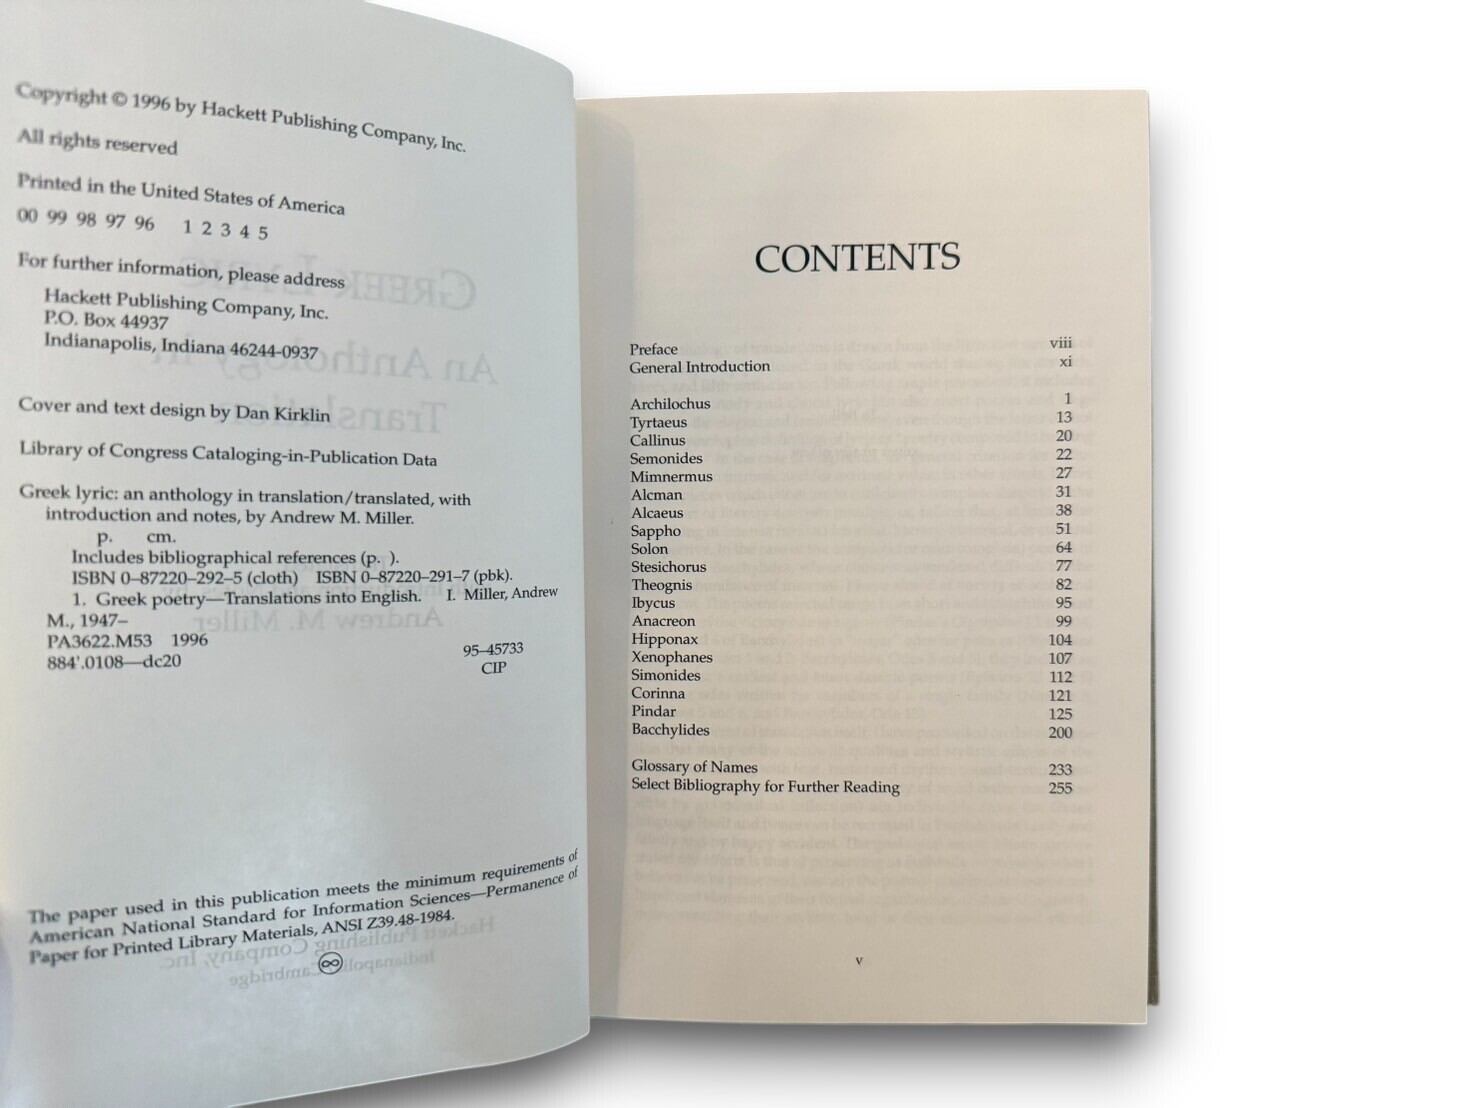 Copyright © 1996 by Hackett Publishing Company, Inc.
All rights reserved
Printed in the United States of America
00 99 98 97 96 1 2 3 4 5
For further information, please address
Hackett Publishing Company, Inc.
P.O. Box 44937
Indianapolis, Indiana 46244-0937
Cover and text design by Dan Kirklin
Library of Congress Cataloging-in-Publication Data
Greek lyric: an anthology in translation/translated, with
introduction and notes, by Andrew M. Miller.
p. cm.
Includes bibliographical references (p. ).
ISBN 0–87220–292–5 (cloth) ISBN 0–87220–291–7 (pbk).
1. Greek poetry—Translations into English. I. Miller, Andrew
M., 1947–
PA3622.M53 1996
884'.0108—dc20
95–45733
CIP
The paper used in this publication meets the minimum requirements of
American National Standard for Information Sciences—Permanence of
Paper for Printed Library Materials, ANSI Z39.48-1984.
∞
CONTENTS
Preface viii
General Introduction xi
Archilochus 1
Tyrtaeus 13
Callinus 20
Semonides 22
Mimnermus 27
Alcman 31
Alcaeus 38
Sappho 51
Solon 64
Stesichorus 77
Theognis 82
Ibycus 95
Anacreon 99
Hipponax 104
Xenophanes 107
Simonides 112
Corinna 121
Pindar 125
Bacchylides 200
Glossary of Names 233
Select Bibliography for Further Reading 255
v